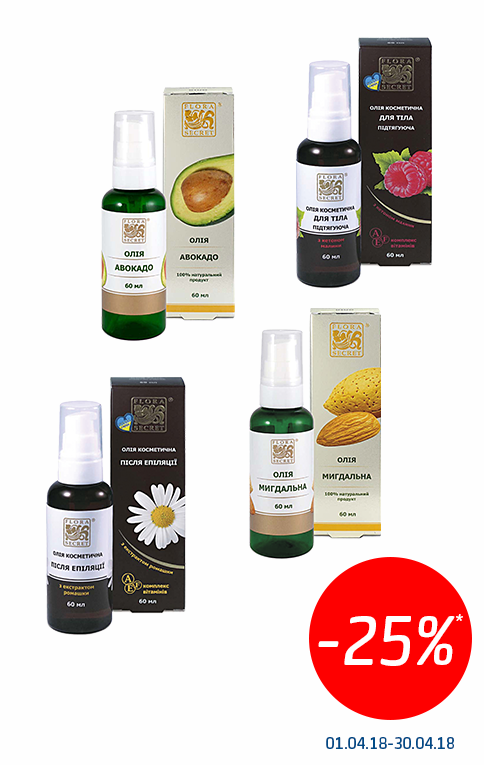 FLORA
SECRET
ОЛІЯ
АВОКАДО
60 мл
FLORA
SECRET
®
ОЛІЯ
АВОКАДО
100% натуральний
продукт
60 мл
FLORA
SECRET
ОЛІЯ КОСМЕТИЧНА
ДЛЯ ТІЛА
ПІДТЯГУЮЧА
з екстрактом
малини
60 мл
FLORA
SECRET
®
ОЛІЯ КОСМЕТИЧНА
ДЛЯ ТІЛА
ПІДТЯГУЮЧА
A E F
комплекс
вітамінів
60 мл
FLORA
SECRET
®
ОЛІЯ КОСМЕТИЧНА
ПІСЛЯ ЕПІЛЯЦІЇ
з екстрактом
ромашки
60 мл
FLORA
SECRET
®
ОЛІЯ КОСМЕТИЧНА
ПІСЛЯ ЕПІЛЯЦІЇ
з екстрактом ромашки
A E F
комплекс
вітамінів
60 мл
FLORA
SECRET
ОЛІЯ
МИГДАЛЬНА
60 мл
FLORA
SECRET
ОЛІЯ
МИГДАЛЬНА
100% натуральний
продукт
60 мл
-25%*
01.04.18-30.04.18